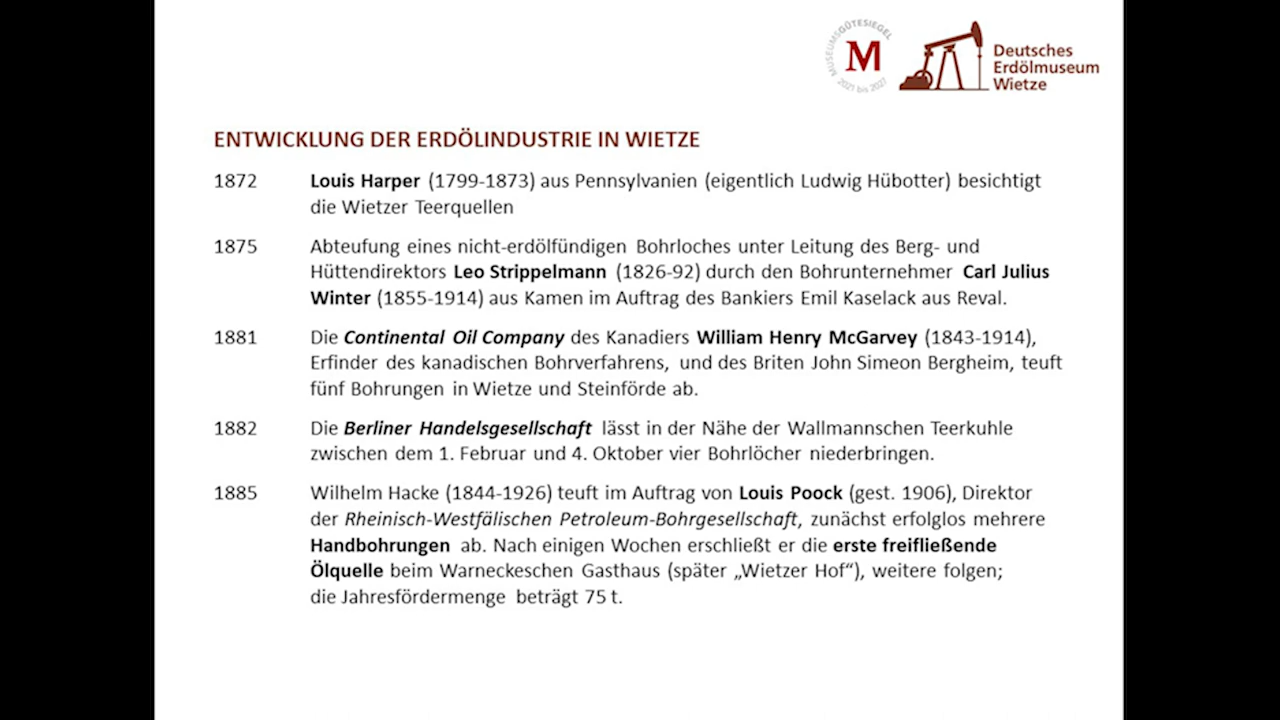 MUSEUMSGÜTESIEGEL
M
2021 bis 2027
Deutsches
Erdölmuseum
Wietze
ENTWICKLUNG DER ERDÖLINDUSTRIE IN WIETZE
1872 Louis Harper (1799-1873) aus Pennsylvanien (eigentlich Ludwig Hübotter) besichtigt
die Wietzer Teerquellen
1875 Abteufung eines nicht-erdölfündigen Bohrloches unter Leitung des Berg- und
Hüttendirektors Leo Strippelmann (1826-92) durch den Bohrunternehmer Carl Julius
Winter (1855-1914) aus Kamen im Auftrag des Bankiers Emil Kaselack aus Reval.
1881 Die Continental Oil Company des Kanadiers William Henry McGarvey (1843-1914),
Erfinder des kanadischen Bohrverfahrens, und des Briten John Simeon Bergheim, teuft
fünf Bohrungen in Wietze und Steinförde ab.
1882 Die Berliner Handelsgesellschaft lässt in der Nähe der Wallmannschen Teerkuhle
zwischen dem 1. Februar und 4. Oktober vier Bohrlöcher niederbringen.
1885 Wilhelm Hacke (1844-1926) teuft im Auftrag von Louis Poock (gest. 1906), Direktor
der Rheinisch-Westfälischen Petroleum-Bohrgesellschaft, zunächst erfolglos mehrere
Handbohrungen ab. Nach einigen Wochen erschließt er die erste freifließende
Ölquelle beim Warneckeschen Gasthaus (später „Wietzer Hof“), weitere folgen;
die Jahresfördermenge beträgt 75 t.